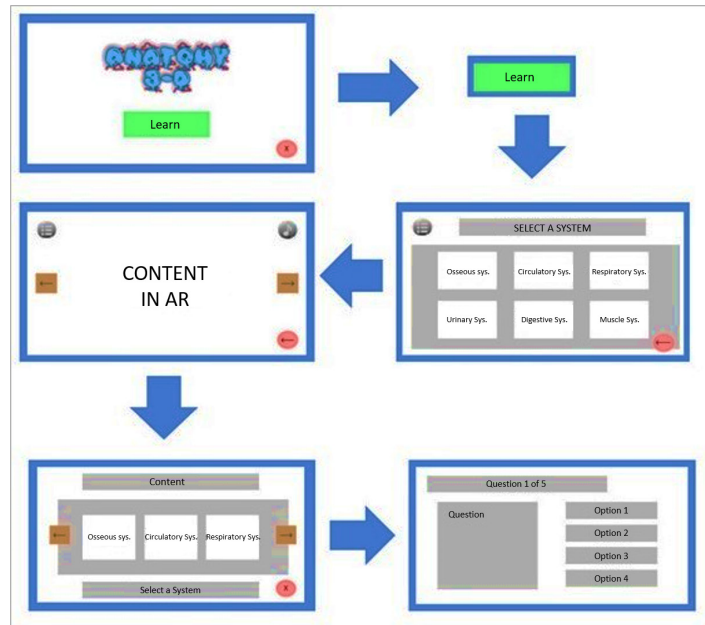 ANATOMY
3-D
Learn
x
Learn
SELECT A SYSTEM
Osseous sys.
Circulatory Sys.
Respiratory Sys.
Urinary Sys.
Digestive Sys.
Muscle Sys.
←
←
CONTENT
IN AR
→
←
Content
←
Osseous sys.
Circulatory Sys.
Respiratory Sys.
→
Select a System
x
Question 1 of 5
Question
Option 1
Option 2
Option 3
Option 4